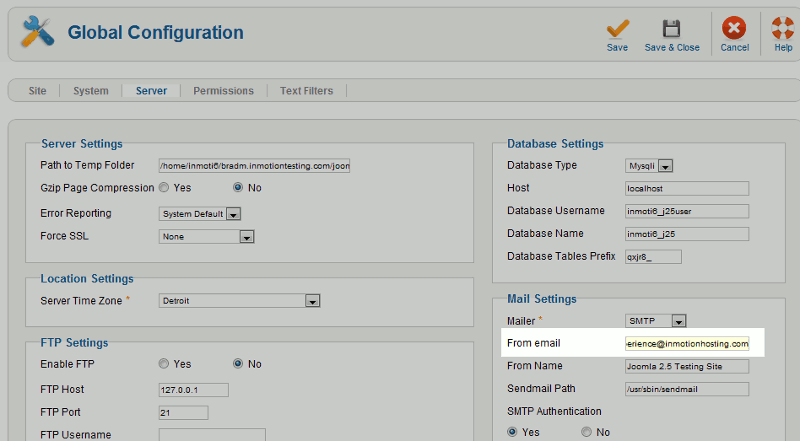 Global Configuration
Save
Save & Close
Cancel
Help
Site
System
Server
Permissions
Text Filters
Server Settings
Path to Temp Folder /home/inmoti6/bradm.inmotiontesting.com/joon
Gzip Page Compression Yes No
Error Reporting System Default
Force SSL None
Location Settings
Server Time Zone * Detroit
FTP Settings
Enable FTP Yes No
FTP Host 127.0.0.1
FTP Port 21
FTP Username
Database Settings
Database Type Mysqli
Host localhost
Database Username inmoti6_j25user
Database Name inmoti6_j25
Database Tables Prefix qxjr8_
Mail Settings
Mailer * SMTP
From email erience@inmotionhosting.com
From Name Joomla 2.5 Testing Site
Sendmail Path /usr/sbin/sendmail
SMTP Authentication
Yes No